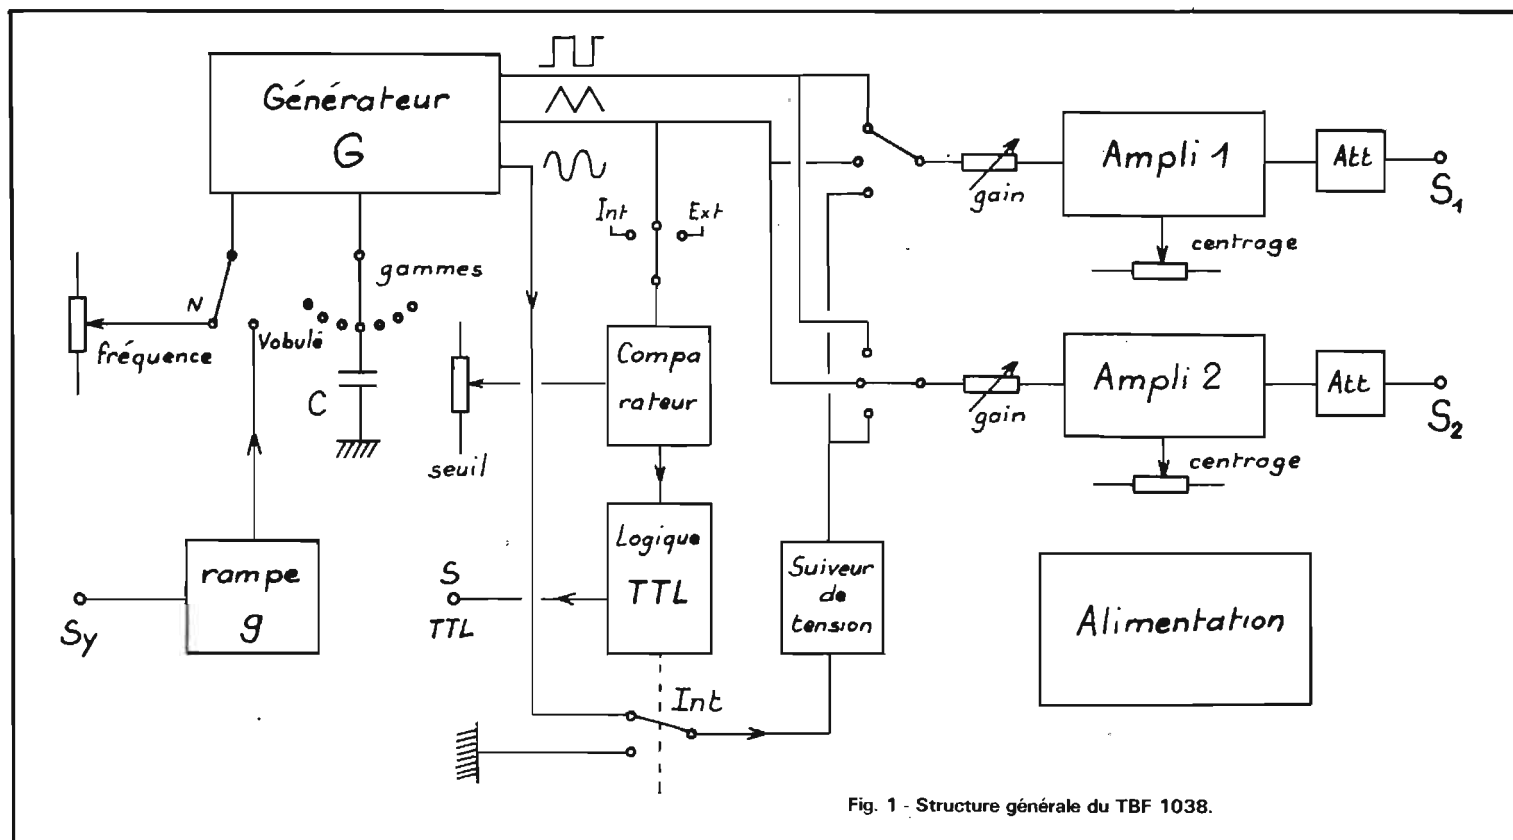 Générateur
G
Ampli 1
Att
S1
gain
centrage
Int
Ext
gammes
N
Vobulé
fréquence
C
Compa
rateur
seuil
Ampli 2
Att
S2
gain
centrage
rampe
g
Sy
S
TTL
Logique
TTL
Suiveur
de
tension
Alimentation
Int
Fig. 1 - Structure générale du TBF 1038.